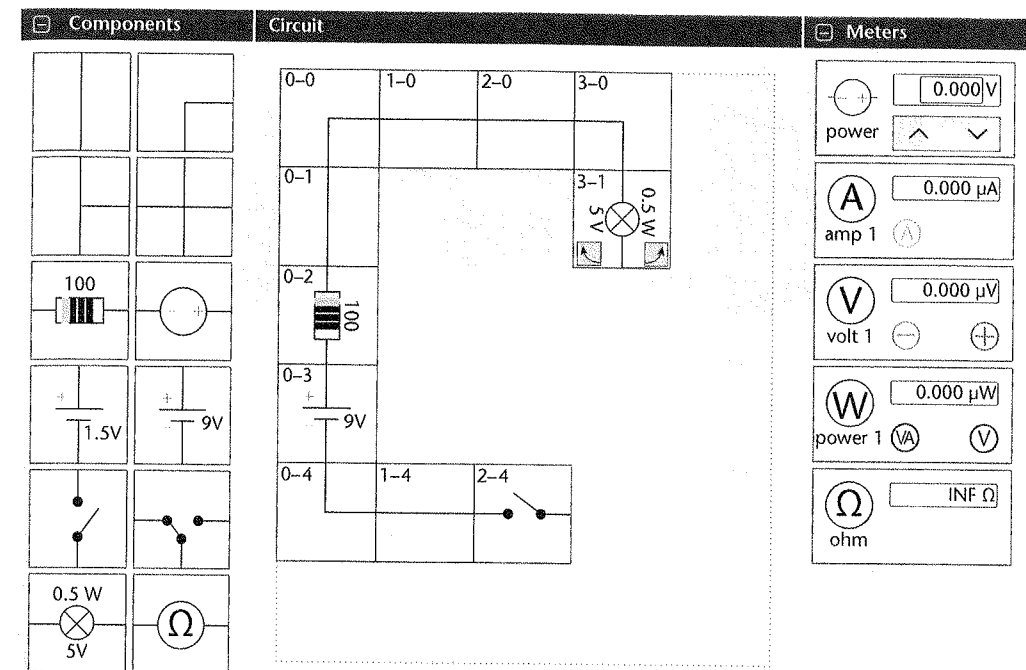 Components
Circuit
Meters
100
1.5V
9V
0.5 W
5V
Ω
0–0
1–0
2–0
3–0
0–1
3–1
5 V
0.5 W
0–2
100
0–3
9V
0–4
1–4
2–4
0.000 V
power
A
0.000 µA
amp 1
A
V
0.000 µV
volt 1
W
0.000 µW
power 1
VA
V
Ω
INF Ω
ohm